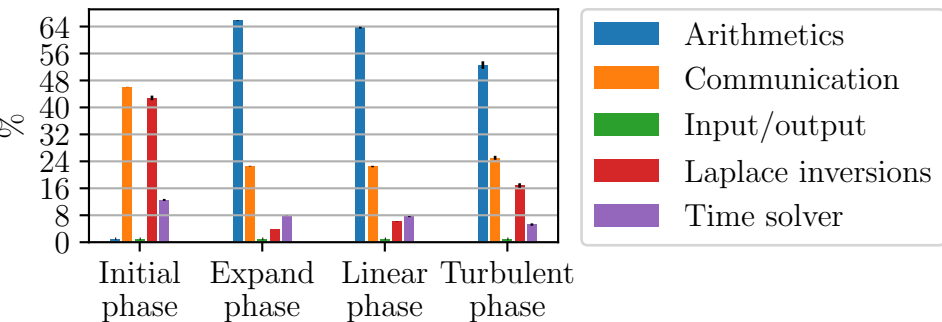 %
64
56
48
40
32
24
16
8
0
Initial
phase
Expand
phase
Linear
phase
Turbulent
phase
Arithmetics
Communication
Input/output
Laplace inversions
Time solver